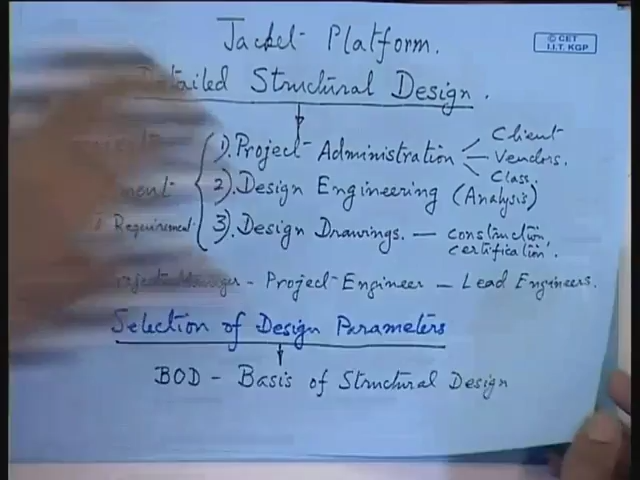 Jacket Platform.
© CET
I.I.T. KGP
Detailed Structural Design.
1). Project Administration
Client
Vendors.
Class.
2). Design Engineering (Analysis)
Requirement
3). Design Drawings. — construction,
certification.
Manager - Project Engineer — Lead Engineers.
Selection of Design Parameters
BOD - Basis of Structural Design